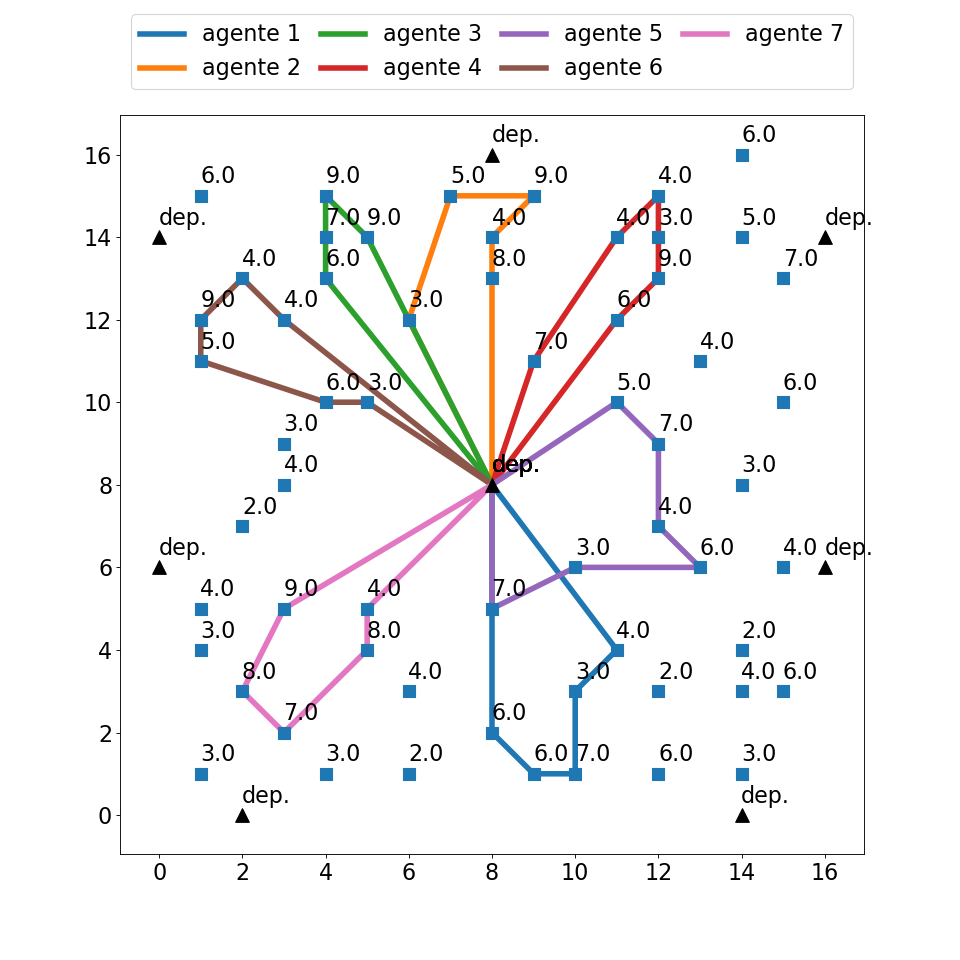 agente 1 agente 3 agente 5 agente 7
agente 2 agente 4 agente 6
6.0
dep.
16
6.0 9.0 5.0 9.0 4.0
dep. 7.0 9.0 4.0 4.0 3.0 5.0 dep.
14
4.0 6.0 8.0 9.0 7.0
9.0 4.0 3.0 6.0
12
5.0 7.0 4.0
6.0 3.0 5.0 6.0
10
3.0 7.0
4.0 dep. 3.0
8
2.0 4.0
dep. 3.0 6.0 4.0 dep.
6
4.0 9.0 4.0 7.0
3.0 8.0 4.0 2.0
4
8.0 4.0 3.0 2.0 4.0 6.0
7.0 6.0
2
3.0 3.0 2.0 6.0 7.0 6.0 3.0
dep. dep.
0
0 2 4 6 8 10 12 14 16